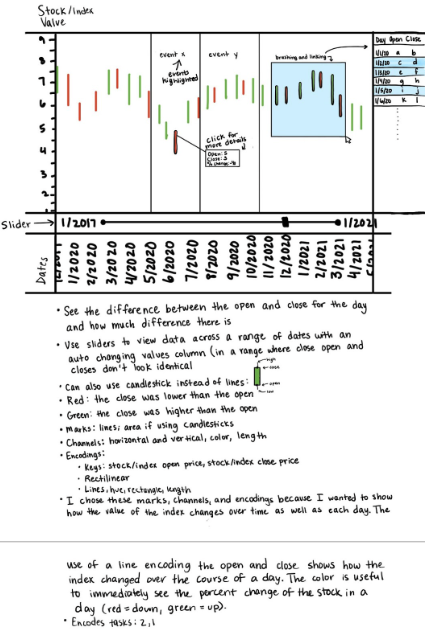 Stock/index
Value
Day Open Close
event x
event y
brushing and linking
events
highlighted
1/1/20 a b
1/2/20 c d
1/3/20 e f
1/4/20 g h
1/5/20 i j
1/6/20 k l
9
8
7
6
5
4
3
2
1
click for
more details
Open: 5
Close: 3
Slider → 1/2017
1/2021
Dates
1/2020
2/2020
3/2020
4/2020
5/2020
6/2020
7/2020
8/2020
9/2020
10/2020
11/2020
12/2020
1/2021
2/2021
3/2021
4/2021
• See the difference between the open and close for the day
and how much difference there is
• Use sliders to view data across a range of dates with an
auto changing values column (in a range where close open and
closes don't look identical
• Can also use candlestick instead of lines:
high
close
open
low
• Red: the close was lower than the open
• Green: the close was higher than the open
• Marks: lines; area if using candlesticks
• Channels: horizontal and vertical, color, length
• Encodings:
• Keys: stock/index open price, stock/index close price
• Rectilinear
• Lines, hue, rectangle, length
• I chose these marks, channels, and encodings because I wanted to show
how the value of the index changes over time as well as each day. The
use of a line encoding the open and close shows how the
index changed over the course of a day. The color is useful
to immediately see the percent change of the stock in a
day (red = down, green = up).
• Encodes tasks: 2, 1